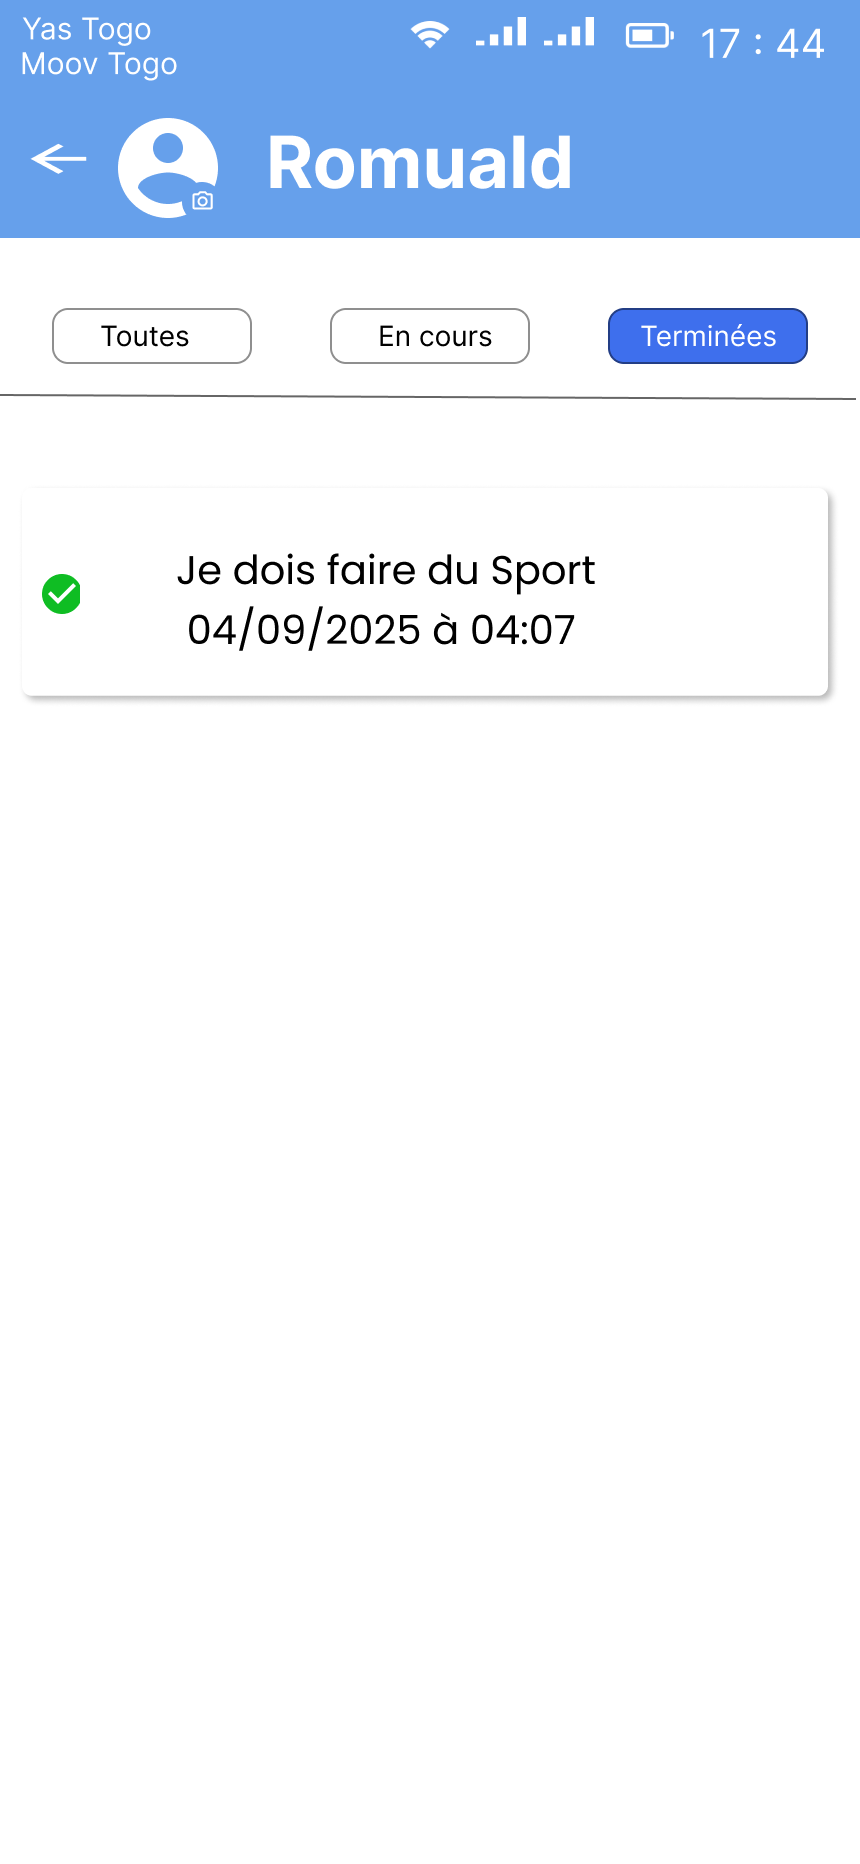 Yas Togo
Moov Togo
17 : 44
Romuald
Toutes
En cours
Terminées
Je dois faire du Sport
04/09/2025 à 04:07